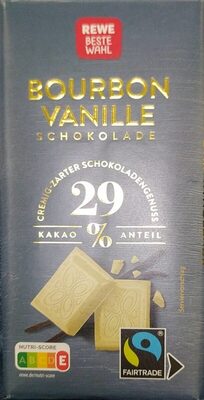 REWE
BESTE
WAHL
BOURBON
VANILLE
SCHOKOLADE
CREMIG-ZARTER SCHOKOLADENGENUSS
29
%
KAKAO ANTEIL
NUTRI-SCORE
A B C D E
FAIRTRADE